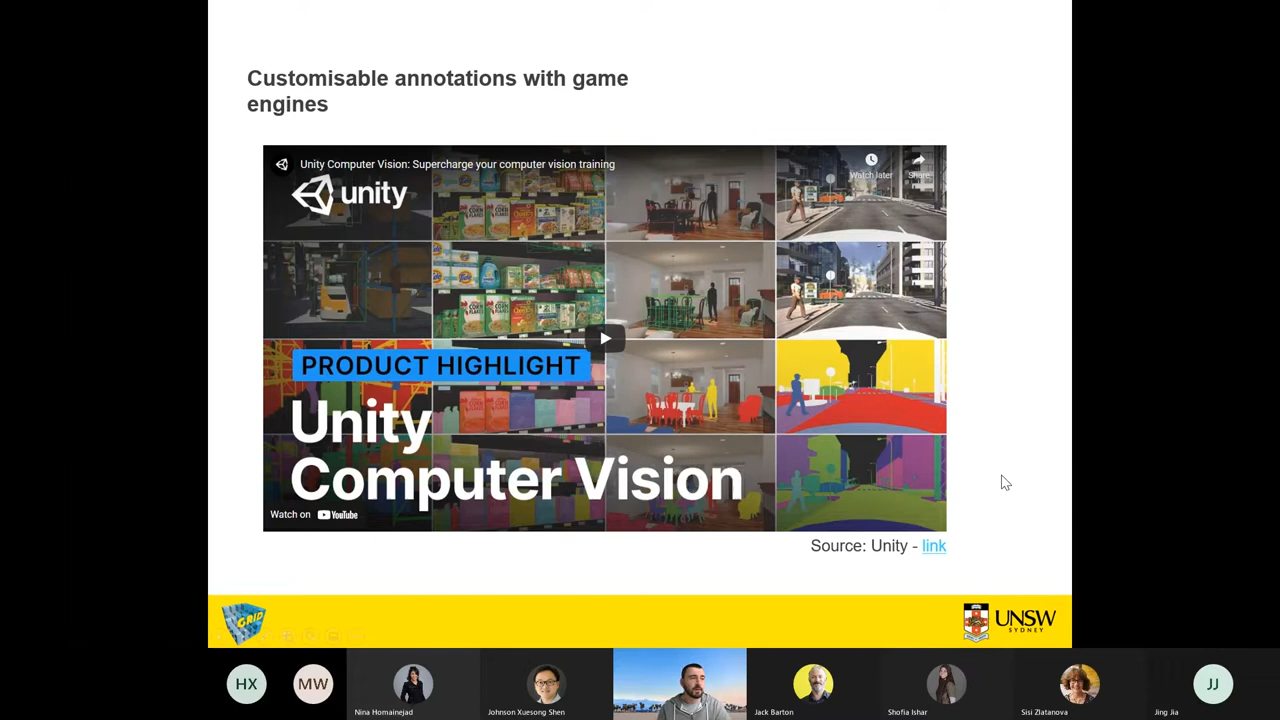 Customisable annotations with game
engines
Unity Computer Vision: Supercharge your computer vision training
Watch later
Share
unity
PRODUCT HIGHLIGHT
Unity
Computer Vision
Watch on YouTube
Source: Unity - link
GRID
UNSW
SYDNEY
HX
MW
Nina Homainejad
Johnson Xuesong Shen
Jack Barton
Shofia Ishar
Sisi Zlatanova
JJ
Jing Jia